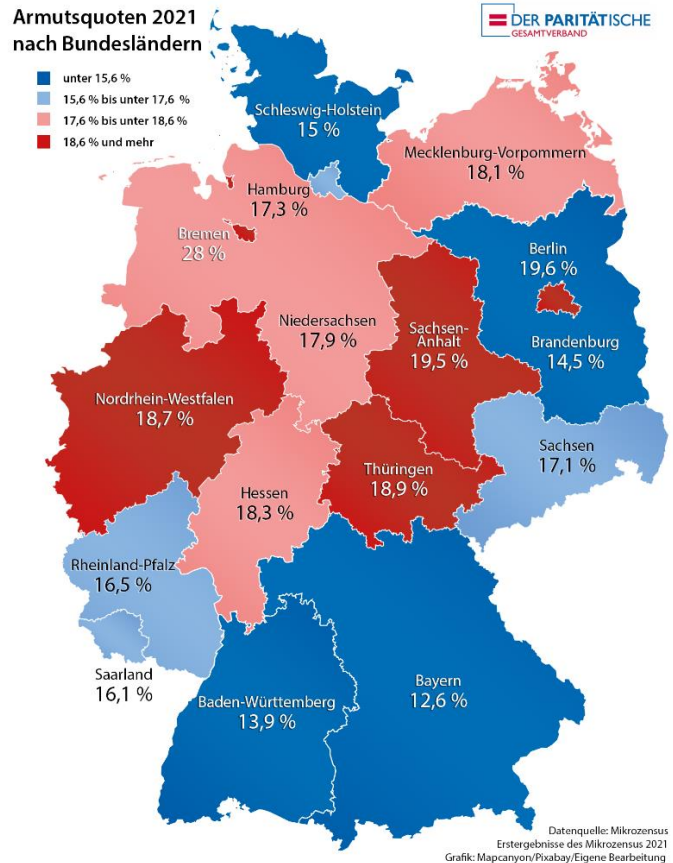 Armutsquoten 2021
nach Bundesländern
DER PARITÄTISCHE
GESAMTVERBAND
unter 15,6 %
15,6 % bis unter 17,6 %
17,6 % bis unter 18,6 %
18,6 % und mehr
Schleswig-Holstein
15 %
Mecklenburg-Vorpommern
18,1 %
Hamburg
17,3 %
Bremen
28 %
Berlin
19,6 %
Niedersachsen
17,9 %
Sachsen-
Anhalt
19,5 %
Brandenburg
14,5 %
Nordrhein-Westfalen
18,7 %
Sachsen
17,1 %
Thüringen
18,9 %
Hessen
18,3 %
Rheinland-Pfalz
16,5 %
Saarland
16,1 %
Bayern
12,6 %
Baden-Württemberg
13,9 %
Datenquelle: Mikrozensus
Erstergebnisse des Mikrozensus 2021
Grafik: Mapcanyon/Pixabay/Eigene Bearbeitung